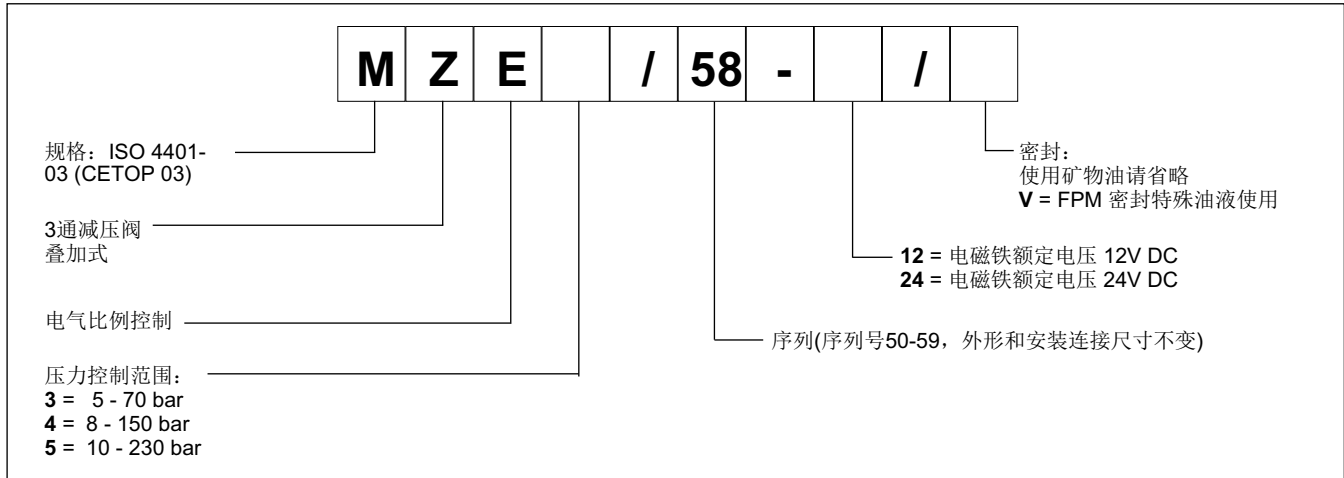 M Z E / 58 - /
规格：ISO 4401-
03 (CETOP 03)
3通减压阀
叠加式
电气比例控制
压力控制范围：
3 = 5 - 70 bar
4 = 8 - 150 bar
5 = 10 - 230 bar
密封：
使用矿物油请省略
V = FPM 密封特殊油液使用
12 = 电磁铁额定电压 12V DC
24 = 电磁铁额定电压 24V DC
序列(序列号50-59，外形和安装连接尺寸不变)